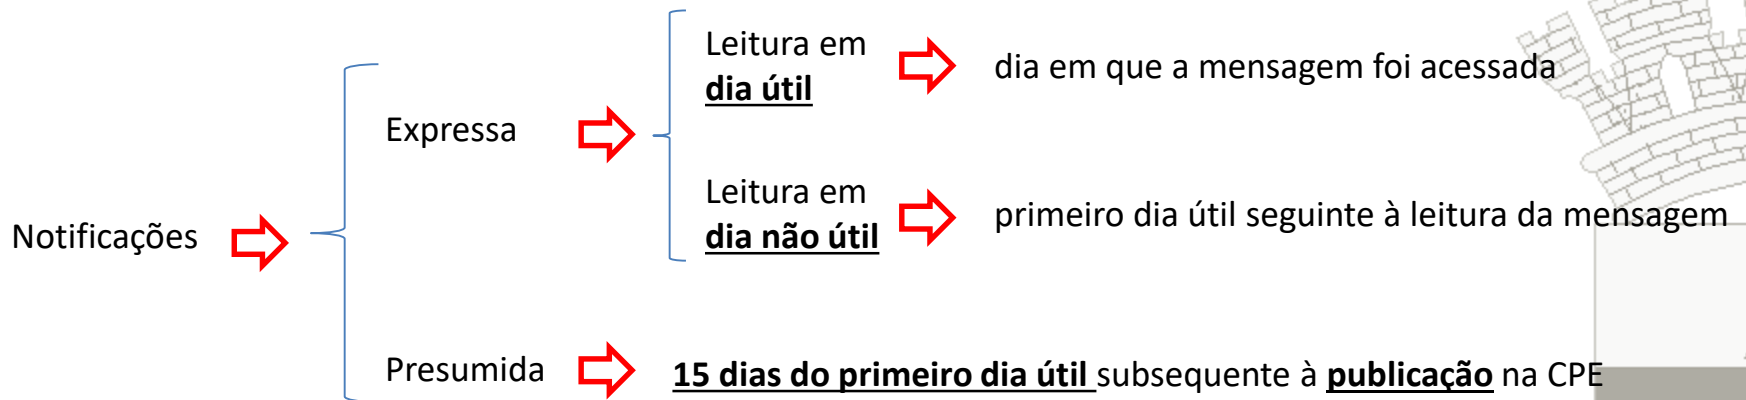 Notificações
Expressa
Leitura em
dia útil
dia em que a mensagem foi acessada
Leitura em
dia não útil
primeiro dia útil seguinte à leitura da mensagem
Presumida
15 dias do primeiro dia útil subsequente à publicação na CPE